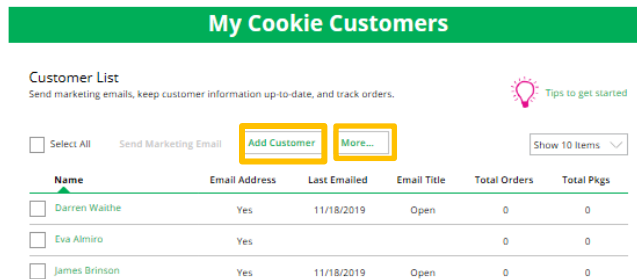 My Cookie Customers
Customer List
Send marketing emails, keep customer information up-to-date, and track orders.
Tips to get started
Select All Send Marketing Email Add Customer More... Show 10 Items
Name Email Address Last Emailed Email Title Total Orders Total Pkgs
Darren Waithe Yes 11/18/2019 Open 0 0
Eva Almiro Yes 0 0
James Brinson Yes 11/18/2019 Open 0 0